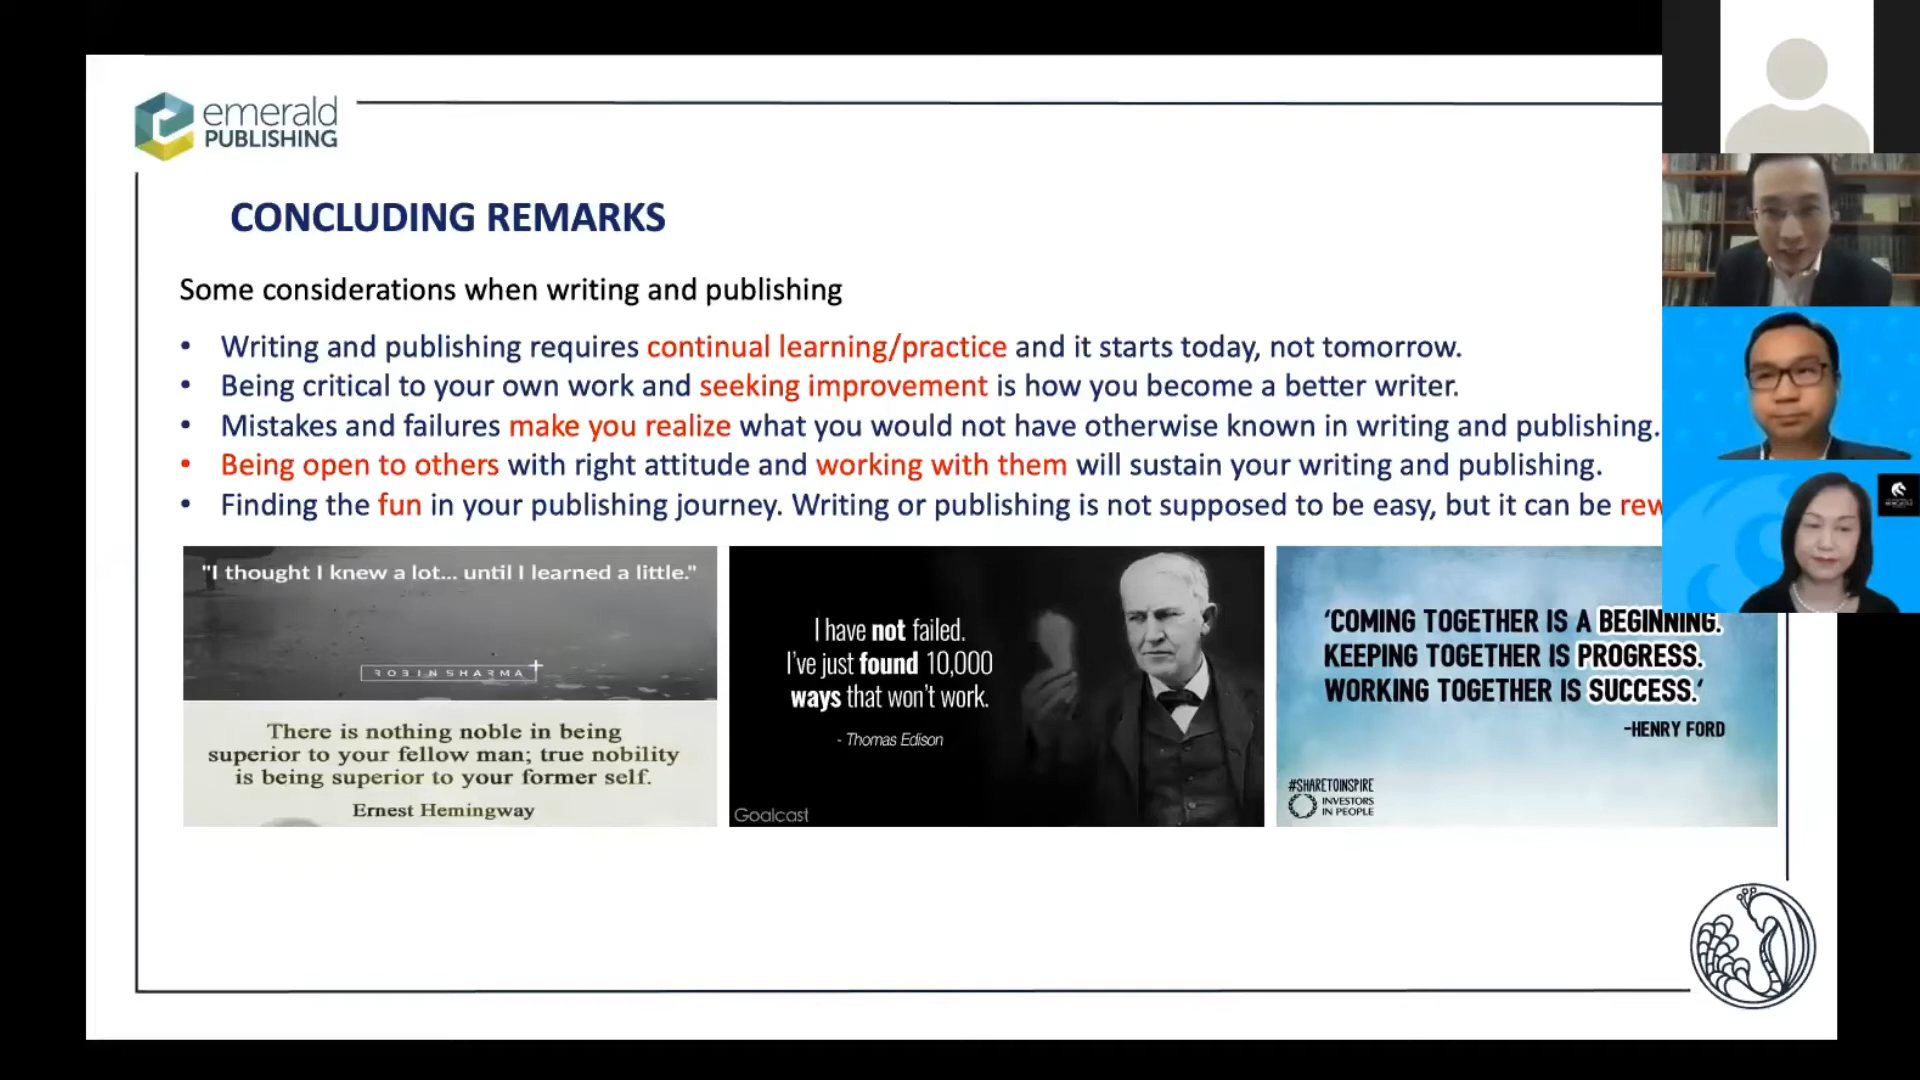 emerald
PUBLISHING
CONCLUDING REMARKS
Some considerations when writing and publishing
• Writing and publishing requires continual learning/practice and it starts today, not tomorrow.
• Being critical to your own work and seeking improvement is how you become a better writer.
• Mistakes and failures make you realize what you would not have otherwise known in writing and publishing.
• Being open to others with right attitude and working with them will sustain your writing and publishing.
• Finding the fun in your publishing journey. Writing or publishing is not supposed to be easy, but it can be
"I thought I knew a lot... until I learned a little."
ROBIN SHARMA
There is nothing noble in being
superior to your fellow man; true nobility
is being superior to your former self.
Ernest Hemingway
I have not failed.
I've just found 10,000
ways that won't work.
- Thomas Edison
Goalcast
'COMING TOGETHER IS A BEGINNING.
KEEPING TOGETHER IS PROGRESS.
WORKING TOGETHER IS SUCCESS.'
-HENRY FORD
#SHARETOINSPIRE
INVESTORS
IN PEOPLE